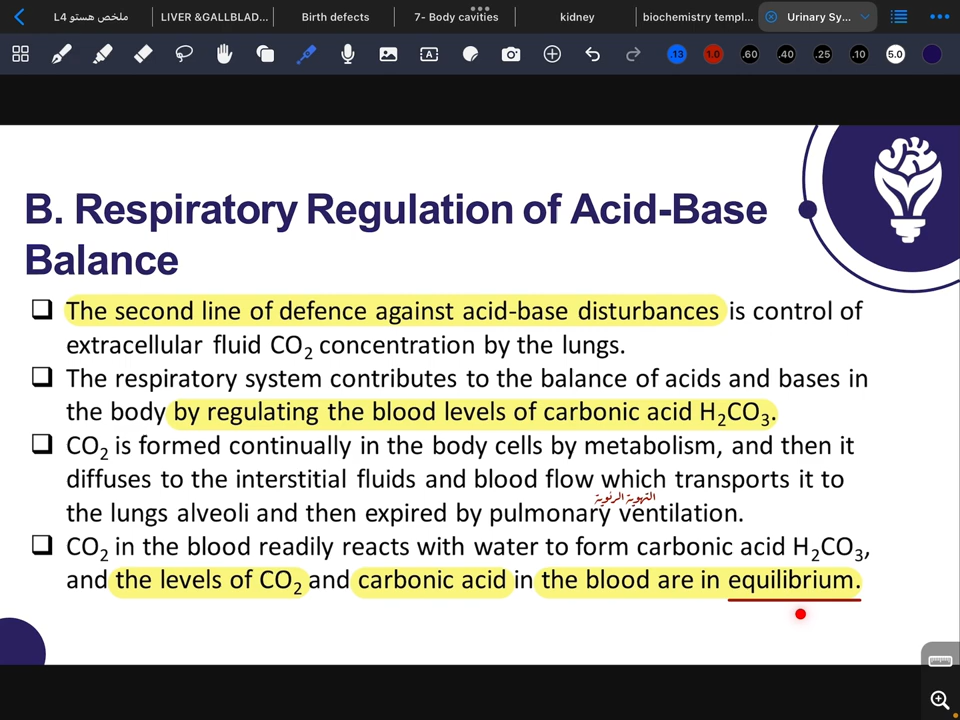 ملخص هستو L4
LIVER &GALLBLAD...
Birth defects
7- Body cavities
kidney
biochemistry templ...
Urinary Sy...
13
1.0
.60
.40
.25
.10
5.0
B. Respiratory Regulation of Acid-Base
Balance
❑ The second line of defence against acid-base disturbances is control of
extracellular fluid CO₂ concentration by the lungs.
❑ The respiratory system contributes to the balance of acids and bases in
the body by regulating the blood levels of carbonic acid H₂CO₃.
❑ CO₂ is formed continually in the body cells by metabolism, and then it
diffuses to the interstitial fluids and blood flow which transports it to
التهوية الرئوية
the lungs alveoli and then expired by pulmonary ventilation.
❑ CO₂ in the blood readily reacts with water to form carbonic acid H₂CO₃,
and the levels of CO₂ and carbonic acid in the blood are in equilibrium.